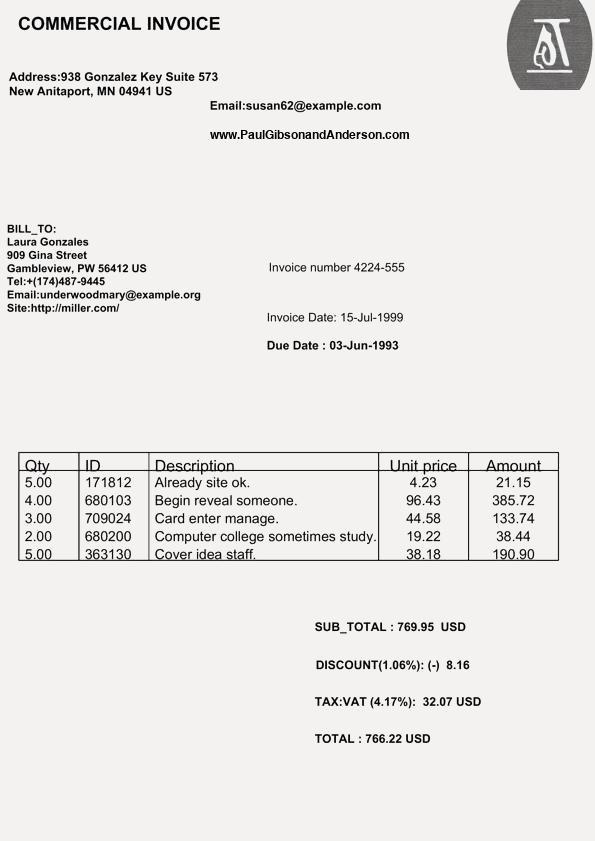 COMMERCIAL INVOICE
Address:938 Gonzalez Key Suite 573
New Anitaport, MN 04941 US
Email:susan62@example.com
www.PaulGibsonandAnderson.com
BILL_TO:
Laura Gonzales
909 Gina Street
Gambleview, PW 56412 US
Tel:+(174)487-9445
Email:underwoodmary@example.org
Site:http://miller.com/
Invoice number 4224-555
Invoice Date: 15-Jul-1999
Due Date : 03-Jun-1993
Qty ID Description Unit price Amount
5.00 171812 Already site ok. 4.23 21.15
4.00 680103 Begin reveal someone. 96.43 385.72
3.00 709024 Card enter manage. 44.58 133.74
2.00 680200 Computer college sometimes study. 19.22 38.44
5.00 363130 Cover idea staff. 38.18 190.90
SUB_TOTAL : 769.95 USD
DISCOUNT(1.06%): (-) 8.16
TAX:VAT (4.17%): 32.07 USD
TOTAL : 766.22 USD